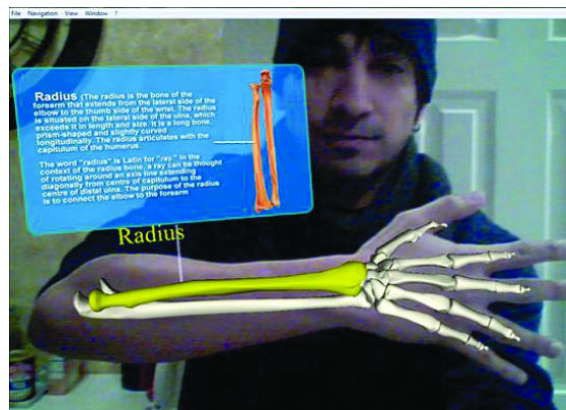 File Navigation View Window ?
Radius (The radius is the bone of the
forearm that extends from the lateral side of the
elbow to the thumb side of the wrist. The radius
is situated on the lateral side of the ulna, which
exceeds it in length and size. It is a long bone,
prism-shaped and slightly curved
longitudinally. The radius articulates with the
capitulum of the humerus.
The word "radius" is Latin for "ray." In the
context of the radius bone, a ray can be thought
of rotating around an axis line extending
diagonally from centre of capitulum to the
centre of distal ulna. The purpose of the radius
is to connect the elbow to the forearm
Radius